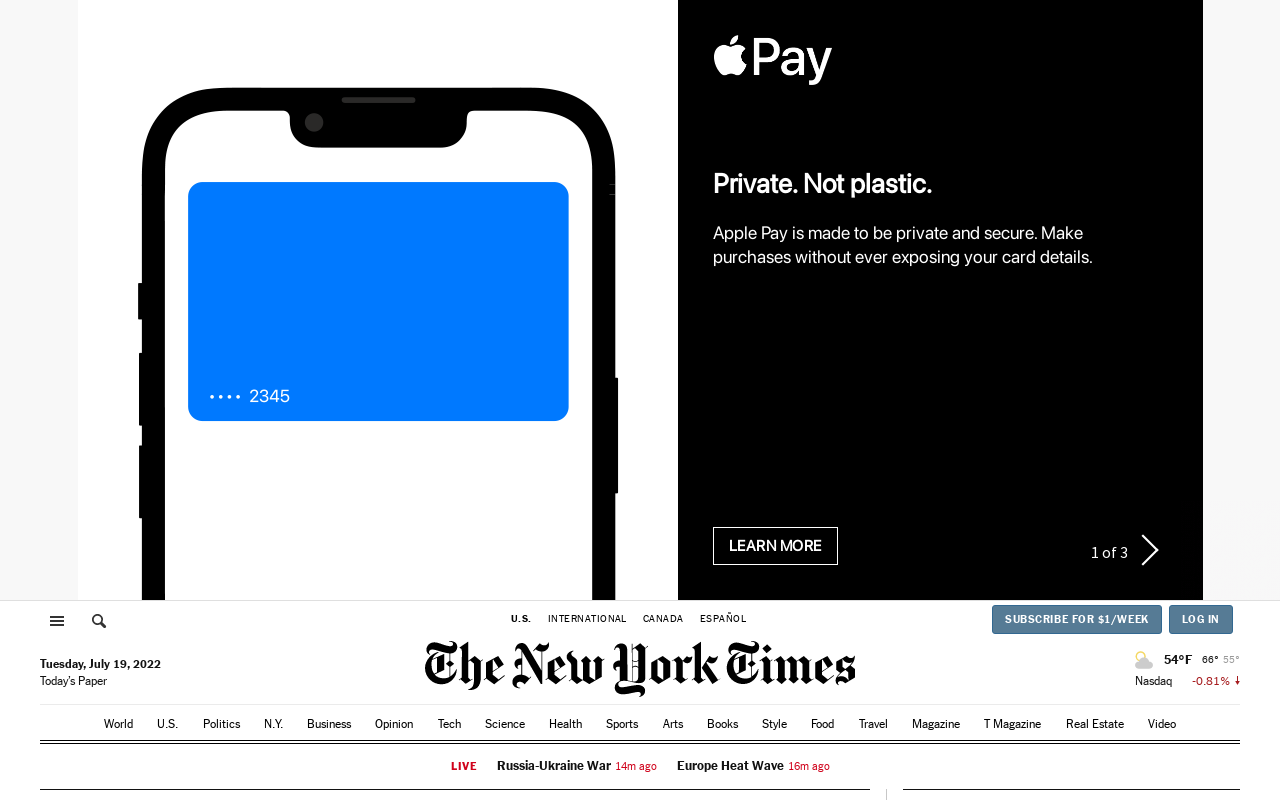 Pay
Private. Not plastic.
Apple Pay is made to be private and secure. Make
purchases without ever exposing your card details.
•••• 2345
LEARN MORE
1 of 3
U.S. INTERNATIONAL CANADA ESPAÑOL
SUBSCRIBE FOR $1/WEEK LOG IN
Tuesday, July 19, 2022
Today's Paper
The New York Times
54°F 66° 55°
Nasdaq -0.81%
World U.S. Politics N.Y. Business Opinion Tech Science Health Sports Arts Books Style Food Travel Magazine T Magazine Real Estate Video
LIVE Russia-Ukraine War 14m ago Europe Heat Wave 16m ago